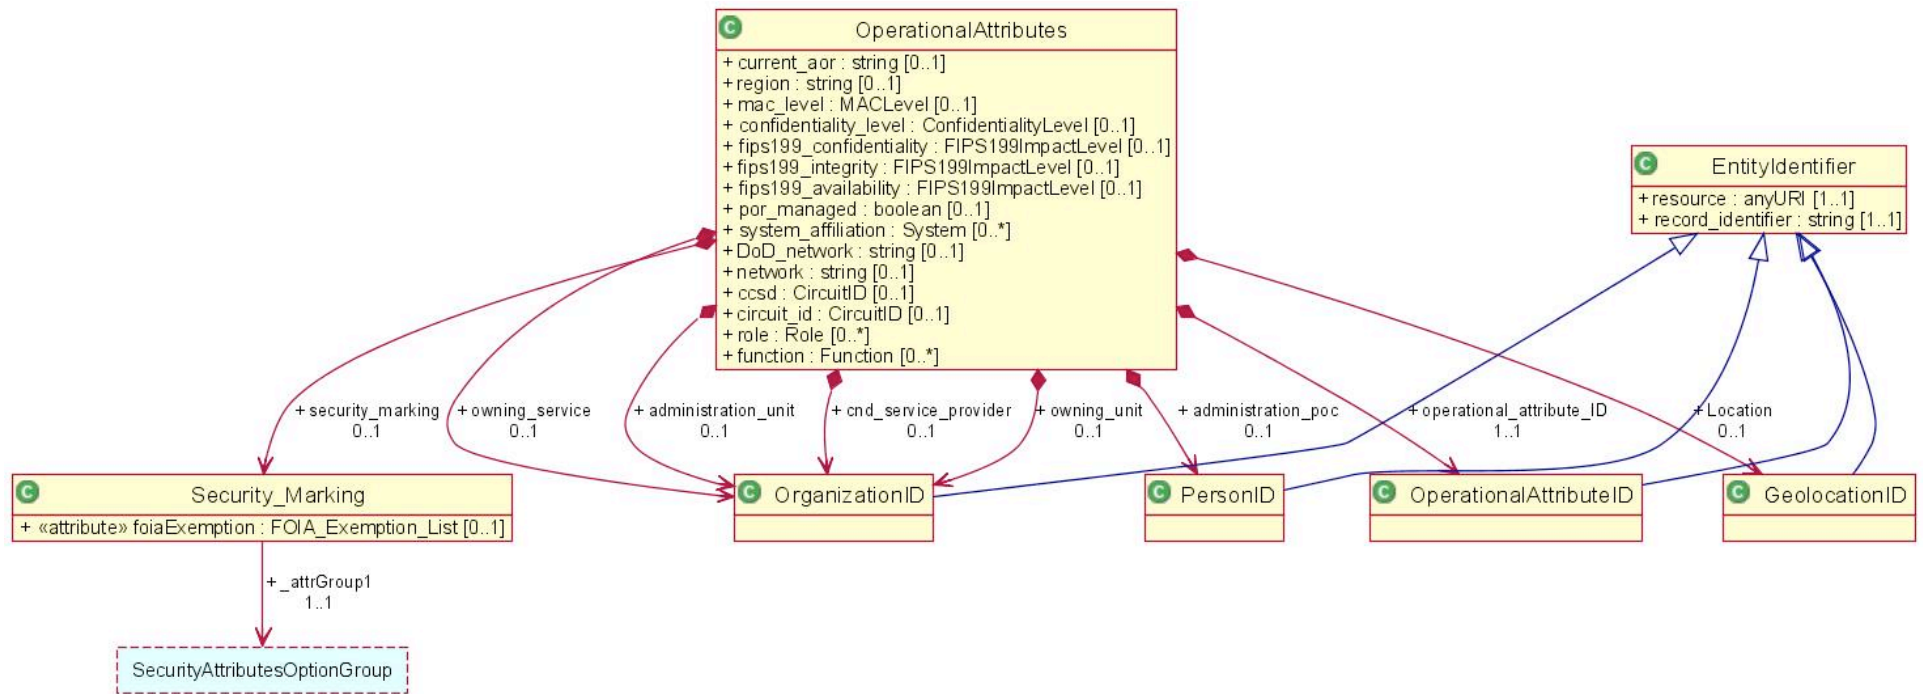 C OperationalAttributes
+ current_aor : string [0..1]
+ region : string [0..1]
+ mac_level : MACLevel [0..1]
+ confidentiality_level : ConfidentialityLevel [0..1]
+ fips199_confidentiality : FIPS199ImpactLevel [0..1]
+ fips199_integrity : FIPS199ImpactLevel [0..1]
+ fips199_availability : FIPS199ImpactLevel [0..1]
+ por_managed : boolean [0..1]
+ system_affiliation : System [0..*]
+ DoD_network : string [0..1]
+ network : string [0..1]
+ ccsd : CircuitID [0..1]
+ circuit_id : CircuitID [0..1]
+ role : Role [0..*]
+ function : Function [0..*]
C EntityIdentifier
+ resource : anyURI [1..1]
+ record_identifier : string [1..1]
+ security_marking
0..1
+ owning_service
0..1
+ administration_unit
0..1
+ cnd_service_provider
0..1
+ owning_unit
0..1
+ administration_poc
0..1
+ operational_attribute_ID
1..1
+ Location
0..1
C Security_Marking
+ «attribute» foiaExemption : FOIA_Exemption_List [0..1]
C OrganizationID
C PersonID
C OperationalAttributeID
C GeolocationID
+ _attrGroup1
1..1
SecurityAttributesOptionGroup